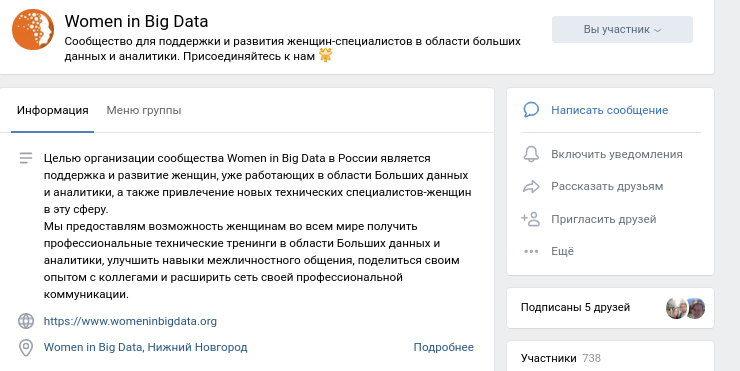 Women in Big Data
Сообщество для поддержки и развития женщин-специалистов в области больших
данных и аналитики. Присоединяйтесь к нам
Вы участник
Информация
Меню группы
Целью организации сообщества Women in Big Data в России является
поддержка и развитие женщин, уже работающих в области Больших данных
и аналитики, а также привлечение новых технических специалистов-женщин
в эту сферу.
Мы предоставлям возможность женщинам во всем мире получить
профессиональные технические тренинги в области Больших данных и
аналитики, улучшить навыки межличностного общения, поделиться своим
опытом с коллегами и расширить сеть своей профессиональной
коммуникации.
https://www.womeninbigdata.org
Women in Big Data, Нижний Новгород
Подробнее
Написать сообщение
Включить уведомления
Рассказать друзьям
Пригласить друзей
Ещё
Подписаны 5 друзей
Участники 738